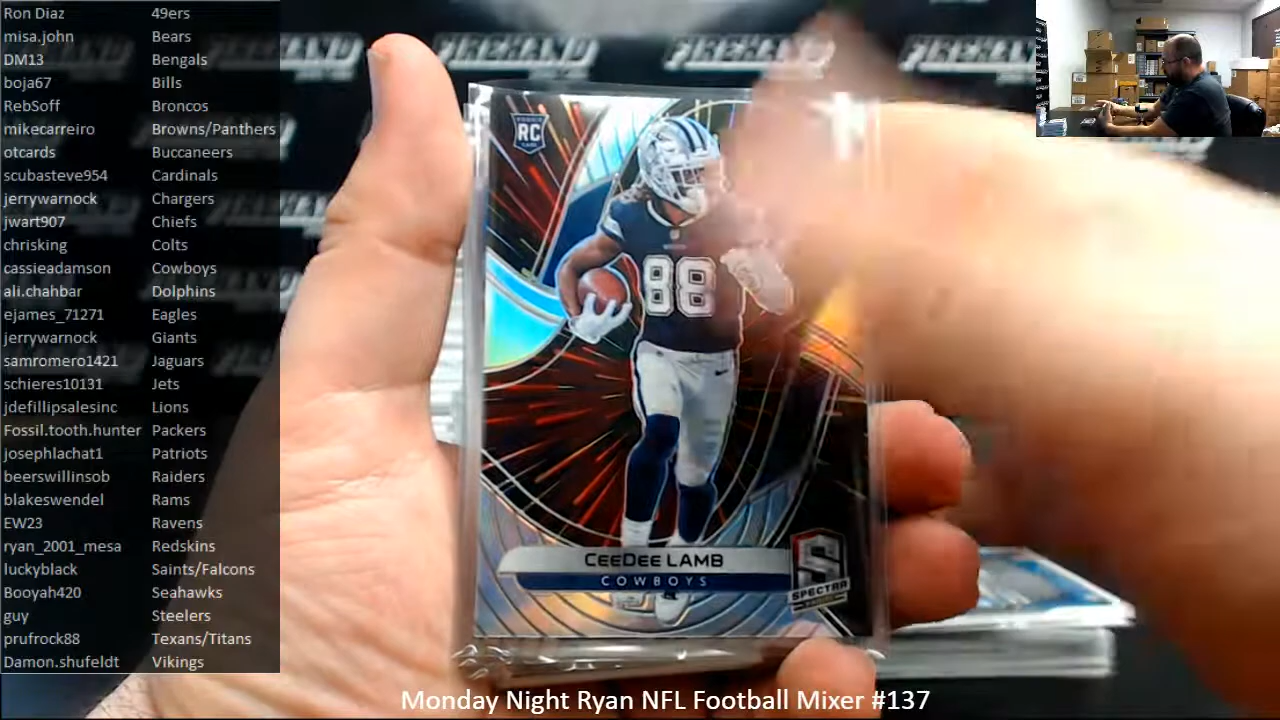 Ron Diaz 49ers
misa.john Bears
DM13 Bengals
boja67 Bills
RebSoff Broncos
mikecarreiro Browns/Panthers
otcards Buccaneers
scubasteve954 Cardinals
jerrywarnock Chargers
jwart907 Chiefs
chrisking Colts
cassieadamson Cowboys
ali.chahbar Dolphins
ejames_71271 Eagles
jerrywarnock Giants
samromero1421 Jaguars
schieres10131 Jets
jdefillipsalesinc Lions
Fossil.tooth.hunter Packers
josephlachat1 Patriots
beerswillinsob Raiders
blakeswendel Rams
EW23 Ravens
ryan_2001_mesa Redskins
luckyblack Saints/Falcons
Booyah420 Seahawks
guy Steelers
prufrock88 Texans/Titans
Damon.shufeldt Vikings
FIREHAND
FIREHAND
FIREHAND
RC
88
CEEDEE LAMB
COWBOYS
S
SPECTRA
Monday Night Ryan NFL Football Mixer #137